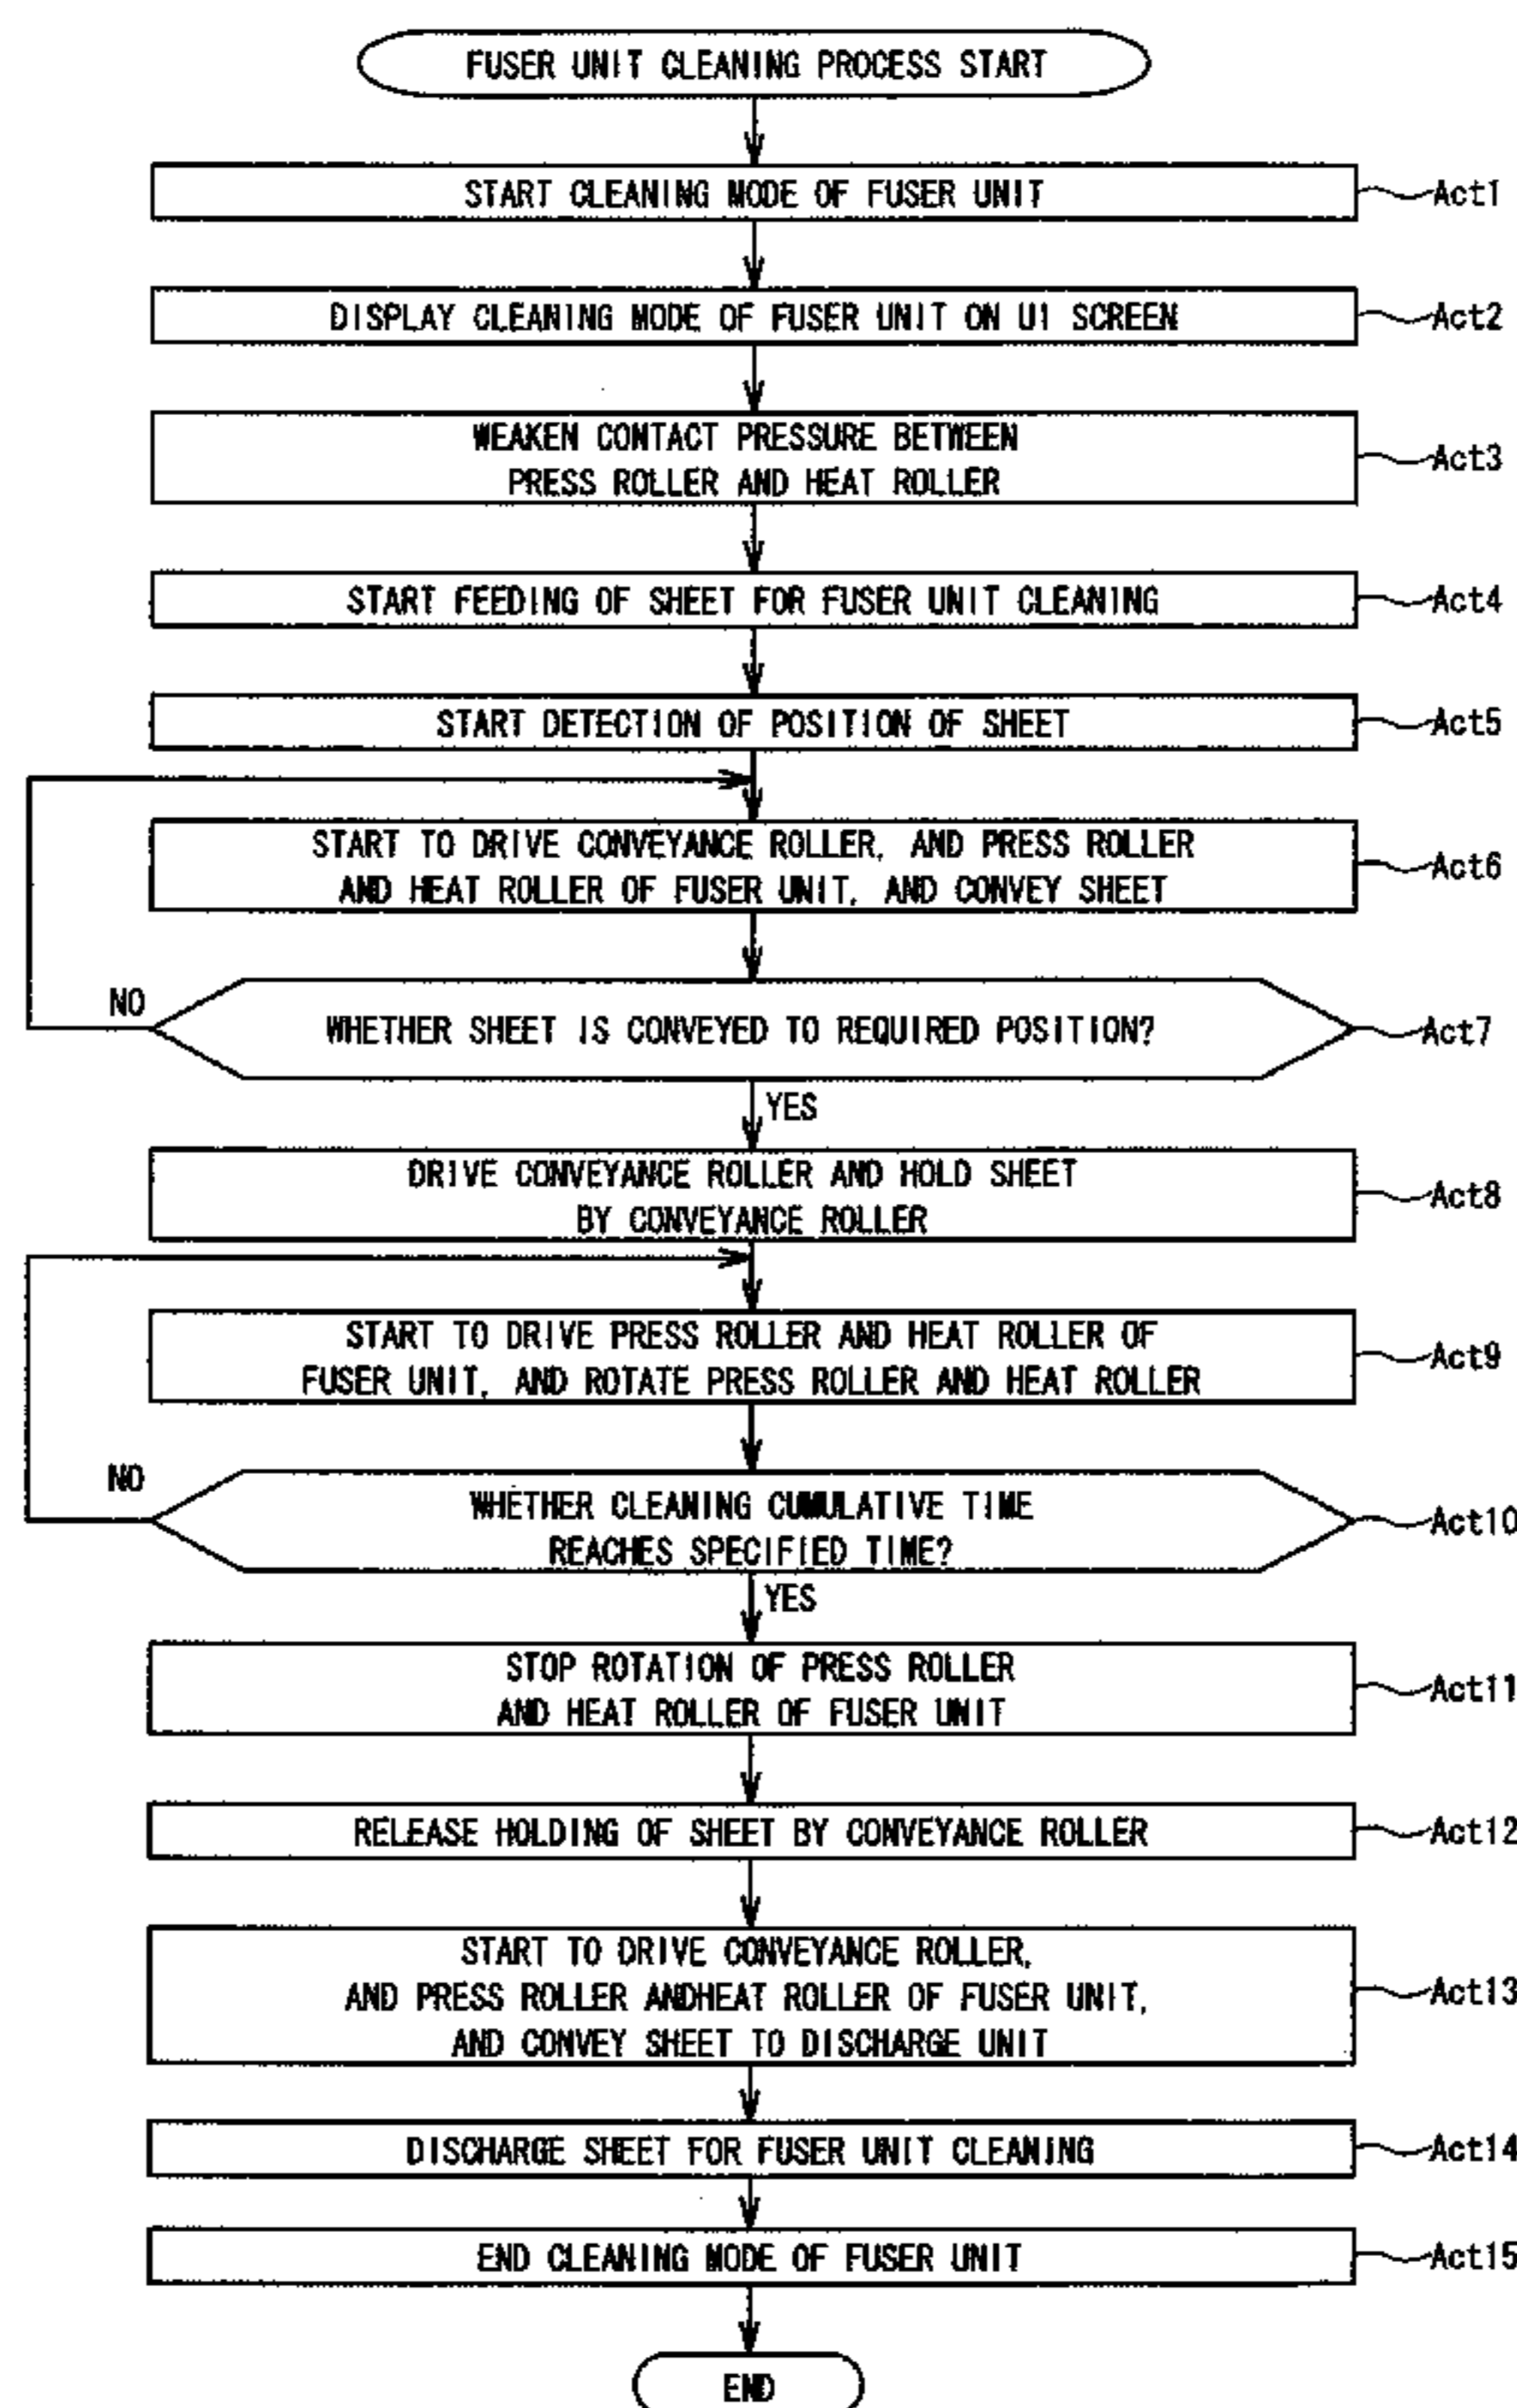 FUSER UNIT CLEANING PROCESS START
START CLEANING MODE OF FUSER UNIT
Act1
DISPLAY CLEANING MODE OF FUSER UNIT ON UI SCREEN
Act2
WEAKEN CONTACT PRESSURE BETWEEN
PRESS ROLLER AND HEAT ROLLER
Act3
START FEEDING OF SHEET FOR FUSER UNIT CLEANING
Act4
START DETECTION OF POSITION OF SHEET
Act5
START TO DRIVE CONVEYANCE ROLLER, AND PRESS ROLLER
AND HEAT ROLLER OF FUSER UNIT, AND CONVEY SHEET
Act6
NO
WHETHER SHEET IS CONVEYED TO REQUIRED POSITION?
Act7
YES
DRIVE CONVEYANCE ROLLER AND HOLD SHEET
BY CONVEYANCE ROLLER
Act8
START TO DRIVE PRESS ROLLER AND HEAT ROLLER OF
FUSER UNIT, AND ROTATE PRESS ROLLER AND HEAT ROLLER
Act9
NO
WHETHER CLEANING CUMULATIVE TIME
REACHES SPECIFIED TIME?
Act10
YES
STOP ROTATION OF PRESS ROLLER
AND HEAT ROLLER OF FUSER UNIT
Act11
RELEASE HOLDING OF SHEET BY CONVEYANCE ROLLER
Act12
START TO DRIVE CONVEYANCE ROLLER,
AND PRESS ROLLER ANDHEAT ROLLER OF FUSER UNIT,
AND CONVEY SHEET TO DISCHARGE UNIT
Act13
DISCHARGE SHEET FOR FUSER UNIT CLEANING
Act14
END CLEANING MODE OF FUSER UNIT
Act15
END